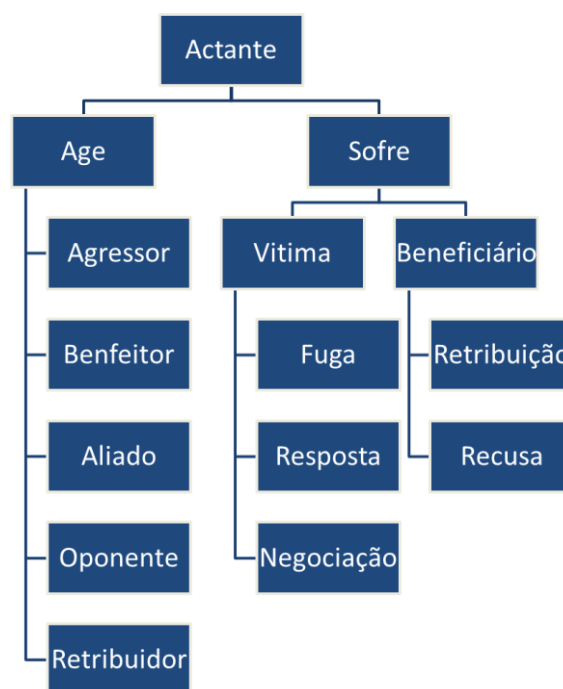 Actante
Age
Sofre
Agressor
Vitima
Beneficiário
Benfeitor
Fuga
Retribuição
Aliado
Resposta
Recusa
Oponente
Negociação
Retribuidor